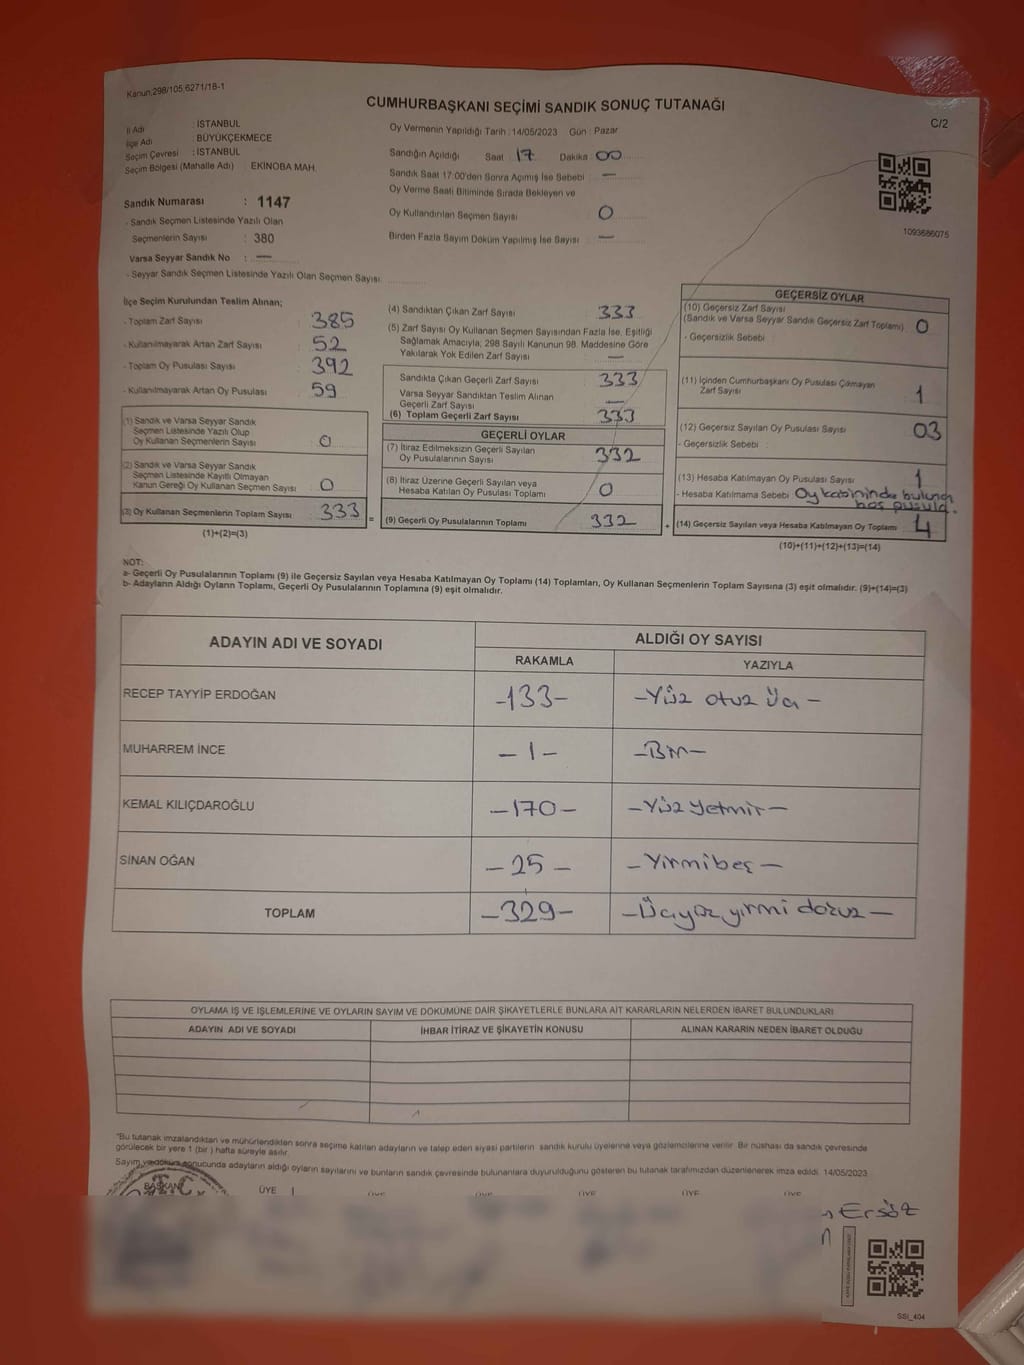 Kanun:298/105,6271/18-1
CUMHURBAŞKANI SEÇİMİ SANDIK SONUÇ TUTANAĞI
C/2
İl Adı : İSTANBUL
İlçe Adı : BÜYÜKÇEKMECE
Seçim Çevresi : İSTANBUL
Seçim Bölgesi (Mahalle Adı) : EKİNOBA MAH.
Sandık Numarası : 1147
- Sandık Seçmen Listesinde Yazılı Olan
Seçmenlerin Sayısı : 380
Varsa Seyyar Sandık No : —
- Seyyar Sandık Seçmen Listesinde Yazılı Olan Seçmen Sayısı
Oy Vermenin Yapıldığı Tarih : 14/05/2023 Gün : Pazar
Sandığın Açıldığı Saat : 17 Dakika : 00
Sandık Saat 17:00'den Sonra Açımış İse Sebebi : —
Oy Verme Saati Bitiminde Sırada Bekleyen ve
Oy Kullandırılan Seçmen Sayısı : 0
Birden Fazla Sayım Döküm Yapılmış İse Sayısı : —
1093686075
İlçe Seçim Kurulundan Teslim Alınan;
- Toplam Zarf Sayısı : 385
- Kullanılmayarak Artan Zarf Sayısı : 52
- Toplam Oy Pusulası Sayısı : 392
- Kullanılmayarak Artan Oy Pusulası : 59
(1) Sandık ve Varsa Seyyar Sandık
Seçmen Listesinde Yazılı Olup
Oy Kullanan Seçmenlerin Sayısı : 0
(2) Sandık ve Varsa Seyyar Sandık
Seçmen Listesinde Kayıtlı Olmayan
Kanun Gereği Oy Kullanan Seçmen Sayısı : 0
(3) Oy Kullanan Seçmenlerin Toplam Sayısı : 333
(1)+(2)=(3)
(4) Sandıktan Çıkan Zarf Sayısı : 333
(5) Zarf Sayısı Oy Kullanan Seçmen Sayısından Fazla İse, Eşitliği
Sağlamak Amacıyla; 298 Sayılı Kanunun 98. Maddesine Göre
Yakılarak Yok Edilen Zarf Sayısı : —
Sandıkta Çıkan Geçerli Zarf Sayısı : 333
Varsa Seyyar Sandıktan Teslim Alınan
Geçerli Zarf Sayısı : —
(6) Toplam Geçerli Zarf Sayısı : 333
GEÇERLİ OYLAR
(7) İtiraz Edilmeksizin Geçerli Sayılan
Oy Pusulalarının Sayısı : 332
(8) İtiraz Üzerine Geçerli Sayılan veya
Hesaba Katılan Oy Pusulası Toplamı : 0
= (9) Geçerli Oy Pusulalarının Toplamı : 332 +
GEÇERSİZ OYLAR
(10) Geçersiz Zarf Sayısı
(Sandık ve Varsa Seyyar Sandık Geçersiz Zarf Toplamı) : 0
- Geçersizlik Sebebi :
(11) İçinden Cumhurbaşkanı Oy Pusulası Çıkmayan
Zarf Sayısı : 1
(12) Geçersiz Sayılan Oy Pusulası Sayısı : 03
- Geçersizlik Sebebi :
(13) Hesaba Katılmayan Oy Pusulası Sayısı : 1
- Hesaba Katılmama Sebebi : Oy kabininde bulundu
boş pusula.
(14) Geçersiz Sayılan veya Hesaba Katılmayan Oy Toplamı : 4
(10)+(11)+(12)+(13)=(14)
NOT:
a- Geçerli Oy Pusulalarının Toplamı (9) ile Geçersiz Sayılan veya Hesaba Katılmayan Oy Toplamı (14) Toplamları, Oy Kullanan Seçmenlerin Toplam Sayısına (3) eşit olmalıdır. (9)+(14)=(3)
b- Adayların Aldığı Oyların Toplamı, Geçerli Oy Pusulalarının Toplamına (9) eşit olmalıdır.
ADAYIN ADI VE SOYADI
ALDIĞI OY SAYISI
RAKAMLA YAZIYLA
RECEP TAYYİP ERDOĞAN -133- -Yüz otuz Üç-
MUHARREM İNCE -1- -Bir-
KEMAL KILIÇDAROĞLU -170- -Yüz yetmiş-
SİNAN OĞAN -25- -Yirmibeş-
TOPLAM -329- -Üçyüz yirmi dokuz-
OYLAMA İŞ VE İŞLEMLERİNE VE OYLARIN SAYIM VE DÖKÜMÜNE DAİR ŞİKAYETLERLE BUNLARA AİT KARARLARIN NELERDEN İBARET BULUNDUKLARI
ADAYIN ADI VE SOYADI İHBAR İTİRAZ VE ŞİKAYETİN KONUSU ALINAN KARARIN NEDEN İBARET OLDUĞU
*Bu tutanak imzalandıktan ve mühürlendikten sonra seçime katılan adayların ve talep eden siyasi partilerin sandık kurulu üyelerine veya gözlemcilerine verilir. Bir nüshası da sandık çevresinde
görülecek bir yere 1 (bir) hafta süreyle asılır.
Sayım ve döküm sonucunda adayların aldığı oyların sayılarını ve bunların sandık çevresinde bulunanlara duyurulduğunu gösteren bu tutanak tarafımızdan düzenlenerek imza edildi. 14/05/2023
BAŞKAN ÜYE ÜYE ÜYE ÜYE ÜYE ÜYE
T.C.
Ersöz
SSI_404